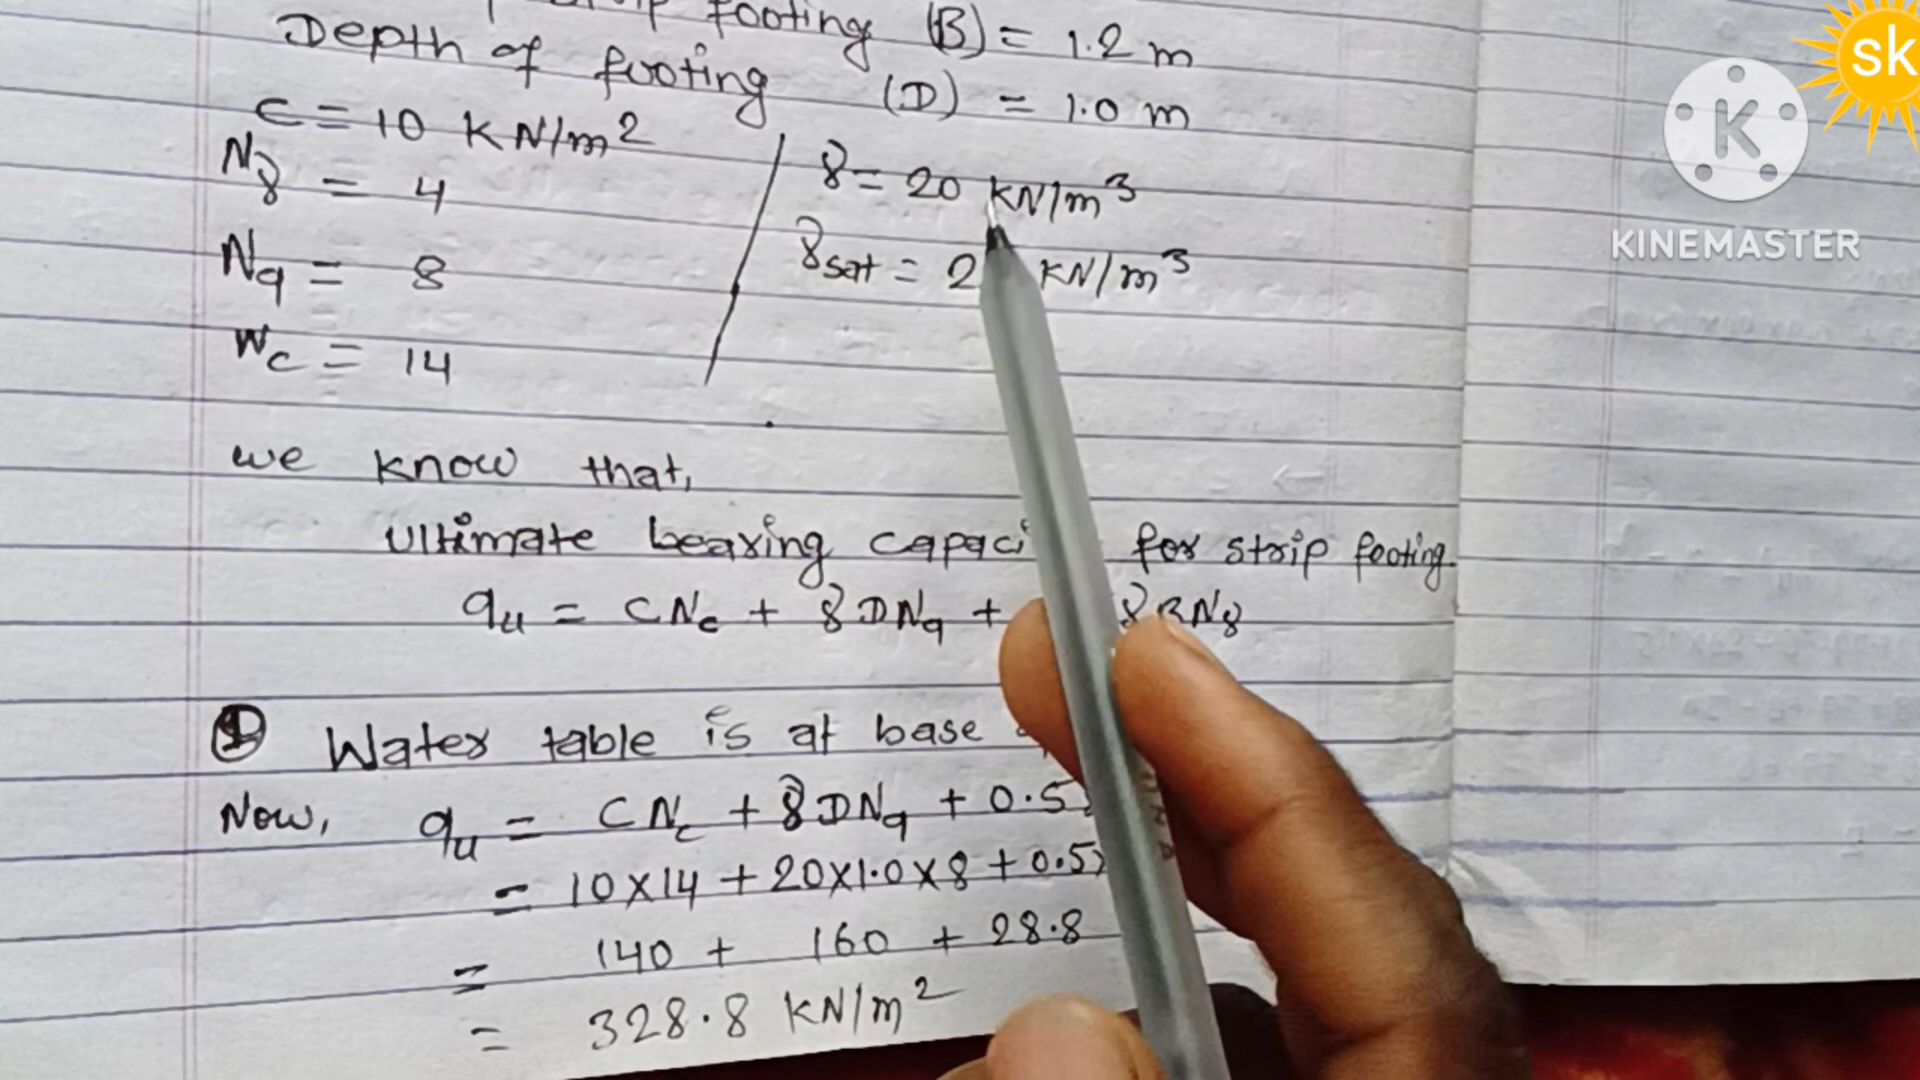 footing (B) = 1.2 m
Depth of footing (D) = 1.0 m
C = 10 KN/m²
Nγ = 4
γ = 20 KN/m³
Nq = 8
γsat = 2 KN/m³
Nc = 14
we know that,
Ultimate bearing for strip footing.
qu = CNc + γDNq + γBNγ
① Water table is at base
Now, qu = CNc + γDNq + 0.5
= 10×14 + 20×1.0×8 + 0.5×
= 140 + 160 + 28.8
= 328.8 KN/m²
SK
K
KINEMASTER